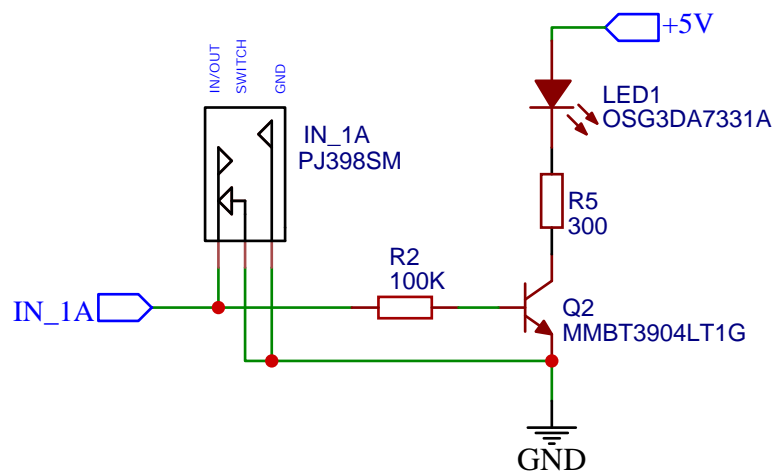 +5V
IN/OUT
SWITCH
GND
LED1
OSG3DA7331A
IN_1A
PJ398SM
R5
300
R2
100K
IN_1A
Q2
MMBT3904LT1G
GND